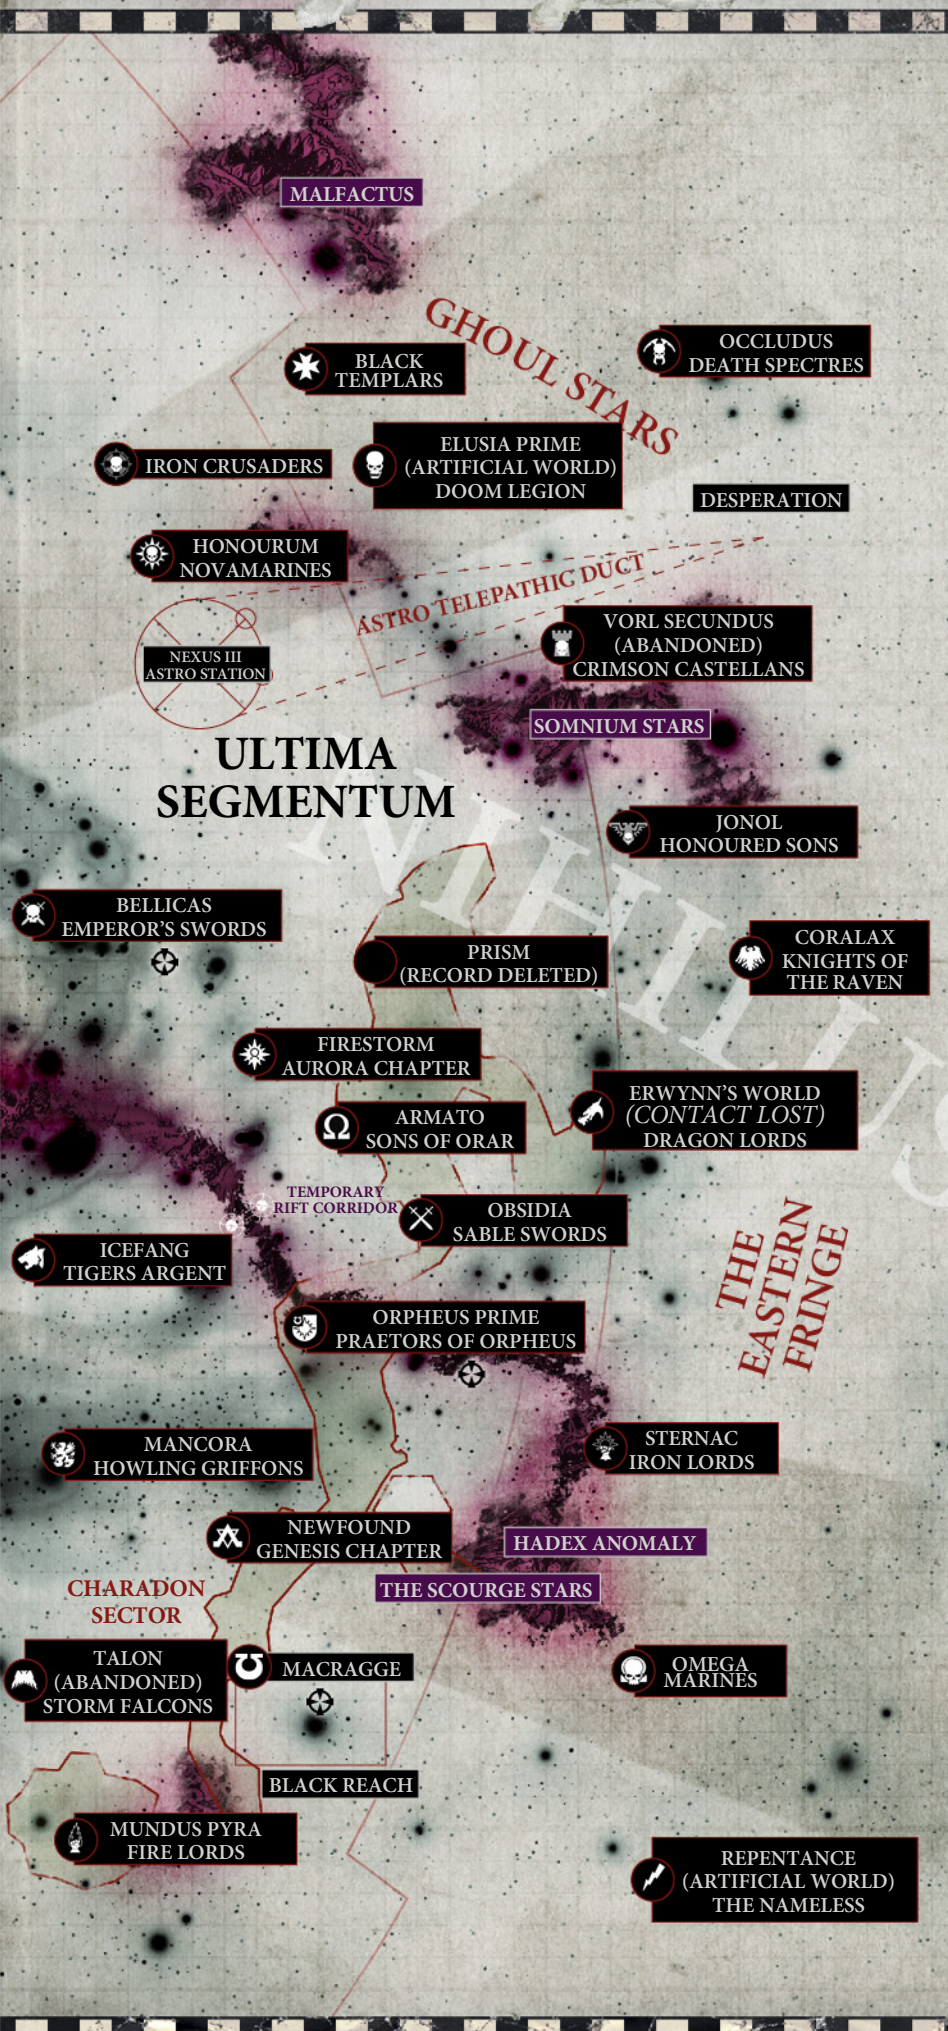 MALFACTUS
GHOUL STARS
OCCLUDUS
DEATH SPECTRES
BLACK
TEMPLARS
ELUSIA PRIME
(ARTIFICIAL WORLD)
DOOM LEGION
IRON CRUSADERS
DESPERATION
HONOURUM
NOVAMARINES
ASTRO TELEPATHIC DUCT
VORL SECUNDUS
(ABANDONED)
CRIMSON CASTELLANS
NEXUS III
ASTRO STATION
SOMNIUM STARS
ULTIMA
SEGMENTUM
NIHILUS
JONOL
HONOURED SONS
BELLICAS
EMPEROR'S SWORDS
PRISM
(RECORD DELETED)
CORALAX
KNIGHTS OF
THE RAVEN
FIRESTORM
AURORA CHAPTER
ERWYNN'S WORLD
(CONTACT LOST)
DRAGON LORDS
ARMATO
SONS OF ORAR
TEMPORARY
RIFT CORRIDOR
OBSIDIA
SABLE SWORDS
THE
EASTERN
FRINGE
ICEFANG
TIGERS ARGENT
ORPHEUS PRIME
PRAETORS OF ORPHEUS
MANCORA
HOWLING GRIFFONS
STERNAC
IRON LORDS
NEWFOUND
GENESIS CHAPTER
HADEX ANOMALY
THE SCOURGE STARS
CHARADON
SECTOR
TALON
(ABANDONED)
STORM FALCONS
MACRAGGE
OMEGA
MARINES
BLACK REACH
MUNDUS PYRA
FIRE LORDS
REPENTANCE
(ARTIFICIAL WORLD)
THE NAMELESS